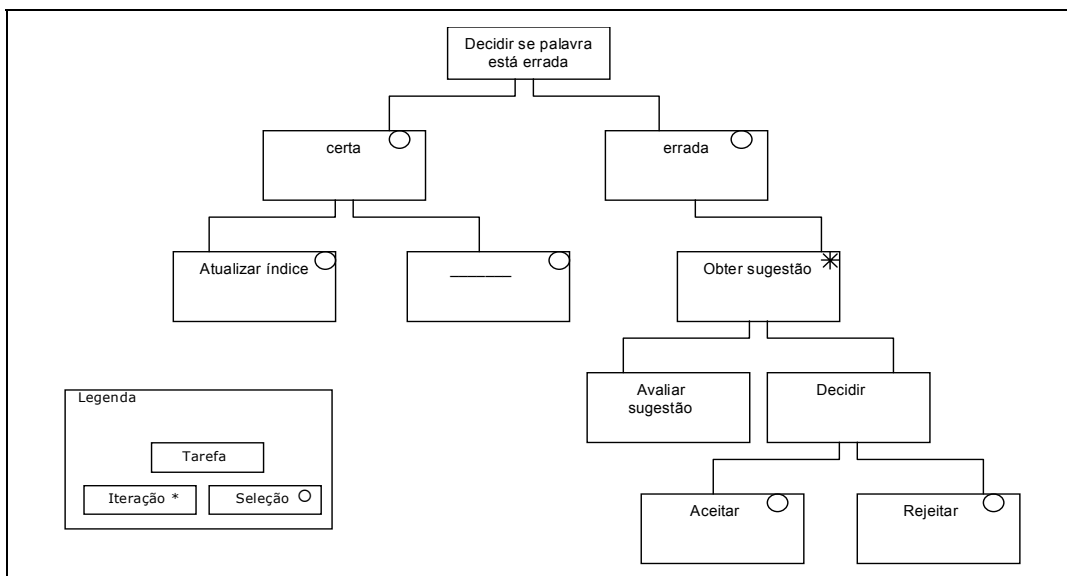 Decidir se palavra
está errada
certa
errada
Atualizar índice
________
Obter sugestão
Avaliar
sugestão
Decidir
Aceitar
Rejeitar
Legenda
Tarefa
Iteração *
Seleção